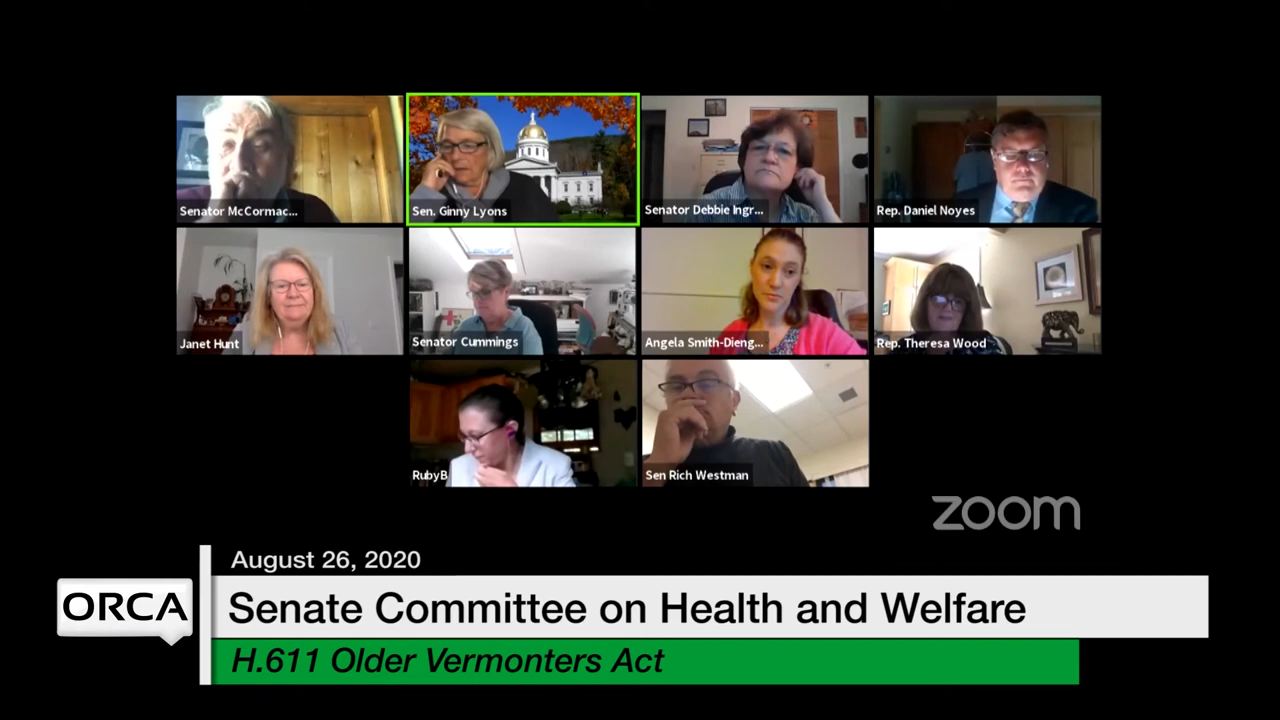 Senator McCormac...
Sen. Ginny Lyons
Senator Debbie Ingr...
Rep. Daniel Noyes
Janet Hunt
Senator Cummings
Angela Smith-Dieng...
Rep. Theresa Wood
RubyB
Sen Rich Westman
zoom
August 26, 2020
ORCA
Senate Committee on Health and Welfare
H.611 Older Vermonters Act